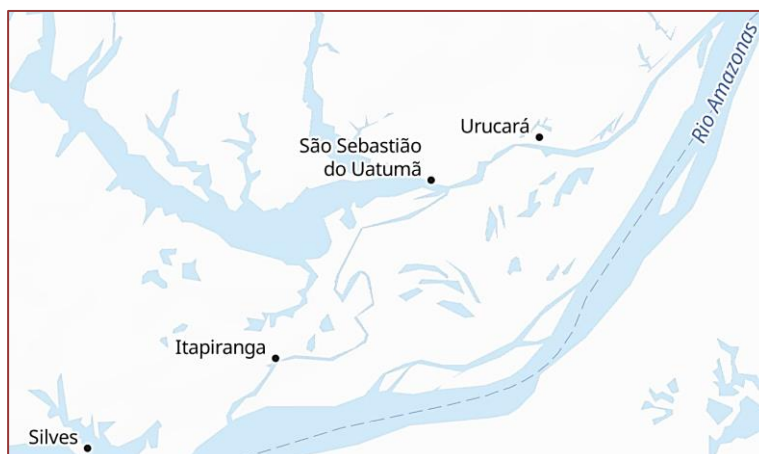 Rio Amazonas
Urucará
São Sebastião
do Uatumã
Itapiranga
Silves